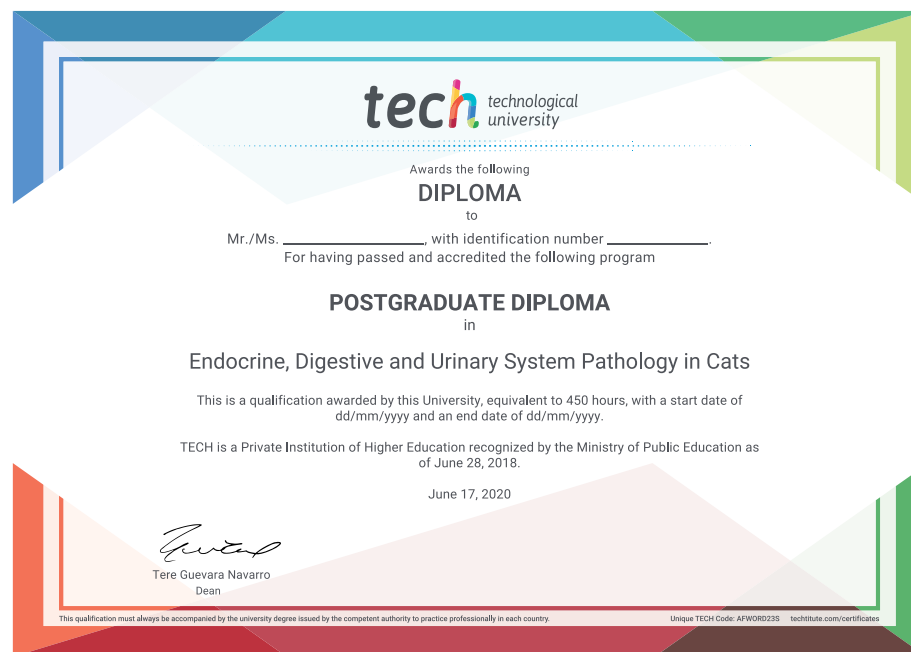 tech technological
university
Awards the following
DIPLOMA
to
Mr./Ms. ____________________, with identification number ______________.
For having passed and accredited the following program
POSTGRADUATE DIPLOMA
in
Endocrine, Digestive and Urinary System Pathology in Cats
This is a qualification awarded by this University, equivalent to 450 hours, with a start date of
dd/mm/yyyy and an end date of dd/mm/yyyy.
TECH is a Private Institution of Higher Education recognized by the Ministry of Public Education as
of June 28, 2018.
June 17, 2020
Tere Guevara Navarro
Dean
This qualification must always be accompanied by the university degree issued by the competent authority to practice professionally in each country. Unique TECH Code: AFWORD23S techtitute.com/certificates